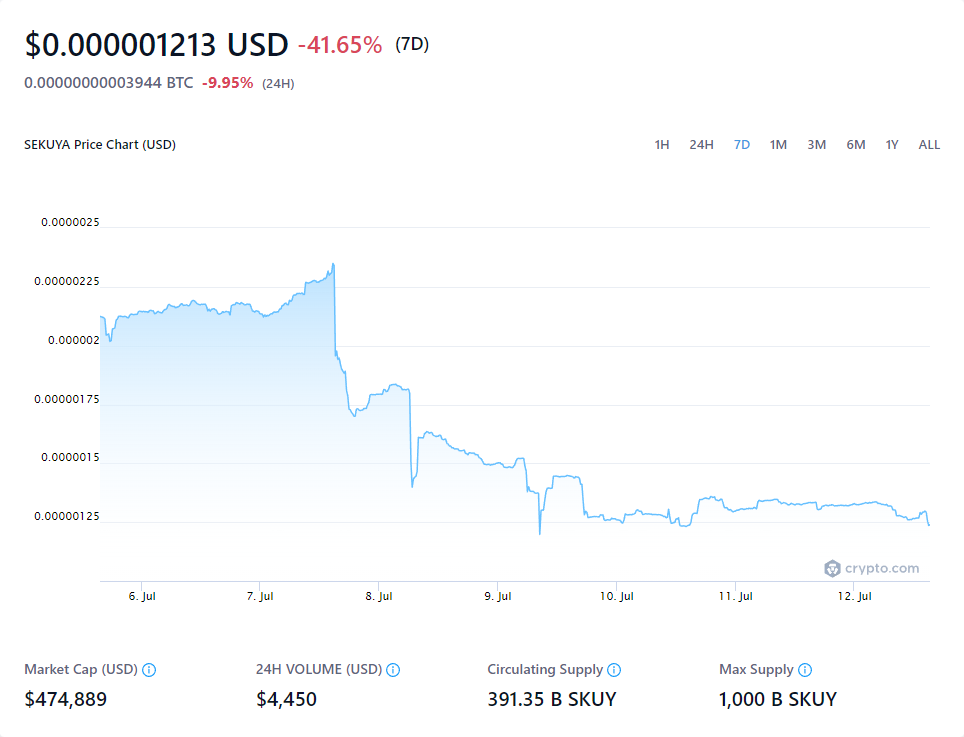 $0.000001213 USD -41.65% (7D)
0.00000000003944 BTC -9.95% (24H)
SEKUYA Price Chart (USD) 1H 24H 7D 1M 3M 6M 1Y ALL
0.0000025
0.00000225
0.000002
0.00000175
0.0000015
0.00000125
crypto.com
6. Jul 7. Jul 8. Jul 9. Jul 10. Jul 11. Jul 12. Jul
Market Cap (USD) 24H VOLUME (USD) Circulating Supply Max Supply
$474,889 $4,450 391.35 B SKUY 1,000 B SKUY